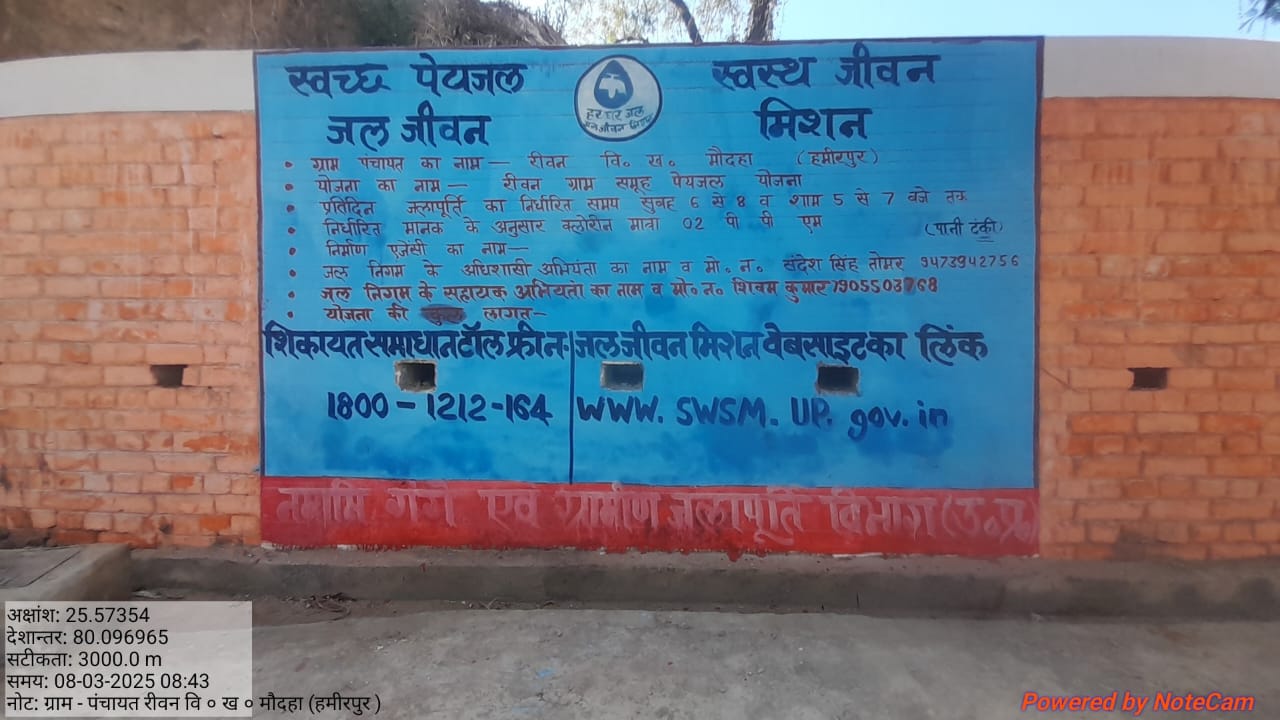 स्वच्छ पेयजल
जल जीवन
हर घर जल
जल जीवन मिशन
स्वस्थ जीवन
मिशन
• ग्राम पंचायत का नाम — रीवन वि० ख० मौदहा (हमीरपुर)
• योजना का नाम — रीवन ग्राम समूह पेयजल योजना
• प्रतिदिन जलापूर्ति का निर्धारित समय सुबह 6 से 8 व शाम 5 से 7 बजे तक
• निर्धारित मानक के अनुसार क्लोरीन मात्रा 02 पी पी एम (पानी टंकी)
• निर्माण एजेंसी का नाम —
• जल निगम के अधिशासी अभियंता का नाम व मो० न० संदेश सिंह तोमर 9473942756
• जल निगम के सहायक अभियंता का नाम व मो० न० शिवम कुमार 7905503768
• योजना की कुल लागत -
शिकायत समाधान टॉल फ्री न-
1800-1212-164
जल जीवन मिशन वेबसाइट का लिंक
WWW. SWSM. UP. gov. in
नमामि गंगे एवं ग्रामीण जलापूर्ति विभाग (उ०प्र०)
अक्षांश: 25.57354
देशान्तर: 80.096965
सटीकता: 3000.0 m
समय: 08-03-2025 08:43
नोट: ग्राम - पंचायत रीवन वि ० ख ० मौदहा (हमीरपुर )
Powered by NoteCam